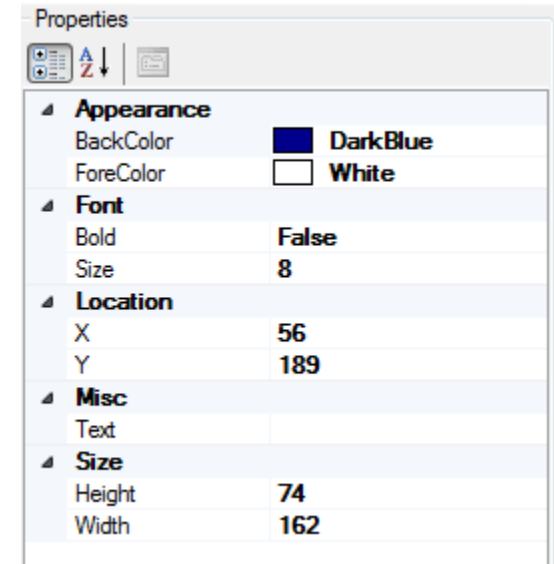 Properties
A
Z
Appearance
BackColor DarkBlue
ForeColor White
Font
Bold False
Size 8
Location
X 56
Y 189
Misc
Text
Size
Height 74
Width 162